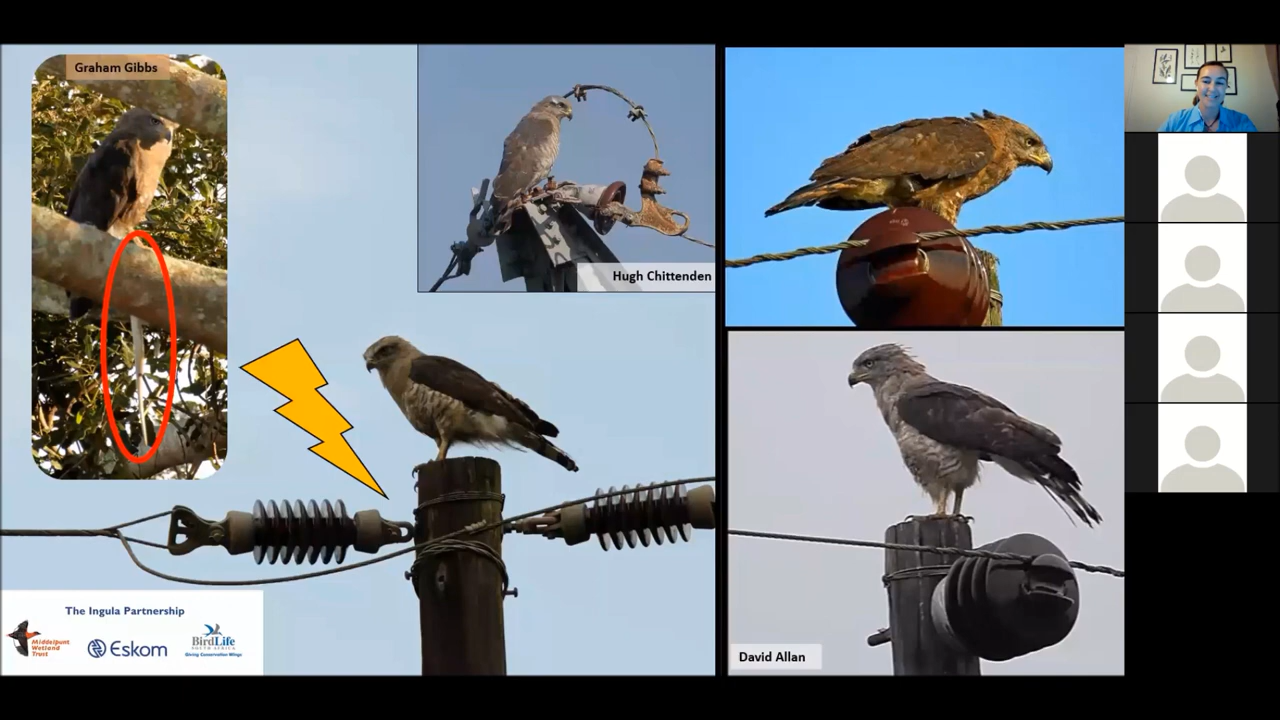 Graham Gibbs
Hugh Chittenden
David Allan
The Ingula Partnership
Middelpunt
Wetland
Trust
Eskom
BirdLife
SOUTH AFRICA
Giving Conservation Wings